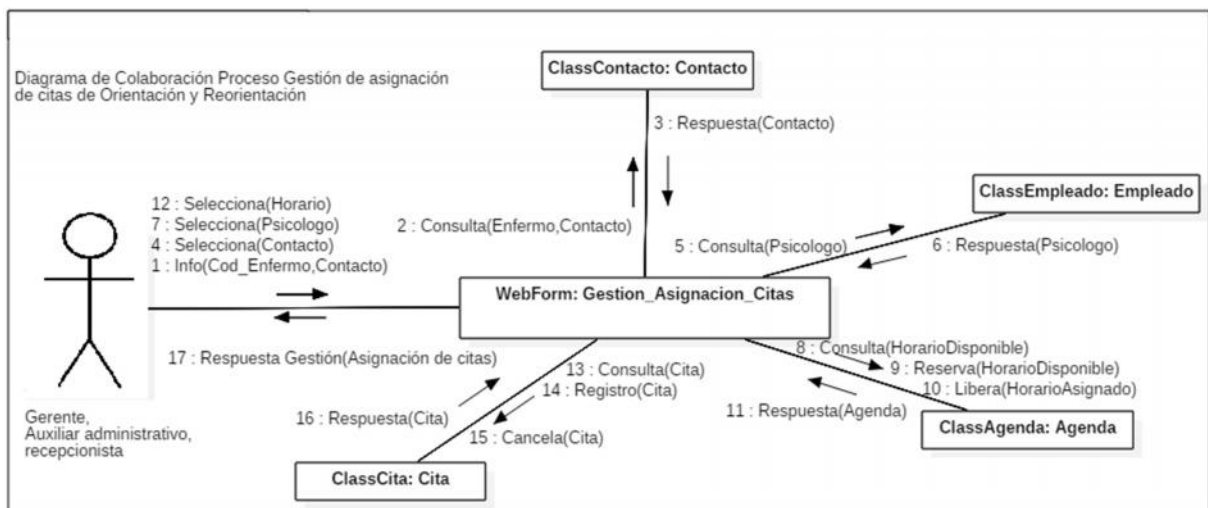 ClassContacto: Contacto
Diagrama de Colaboración Proceso Gestión de asignación
de citas de Orientación y Reorientación
3 : Respuesta(Contacto)
ClassEmpleado: Empleado
12 : Selecciona(Horario)
7 : Selecciona(Psicologo)
4 : Selecciona(Contacto)
1 : Info(Cod_Enfermo,Contacto)
2 : Consulta(Enfermo,Contacto)
5 : Consulta(Psicologo)
6 : Respuesta(Psicologo)
WebForm: Gestion_Asignacion_Citas
17 : Respuesta Gestión(Asignación de citas)
8 : Consulta(HorarioDisponible)
9 : Reserva(HorarioDisponible)
10 : Libera(HorarioAsignado)
11 : Respuesta(Agenda)
13 : Consulta(Cita)
14 : Registro(Cita)
16 : Respuesta(Cita)
15 : Cancela(Cita)
Gerente,
Auxiliar administrativo,
recepcionista
ClassAgenda: Agenda
ClassCita: Cita